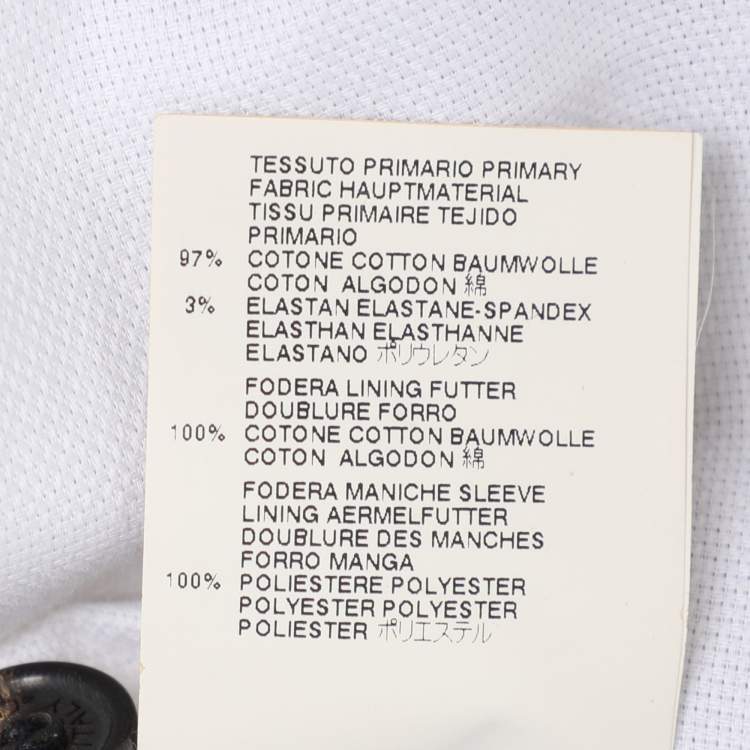 TESSUTO PRIMARIO PRIMARY
FABRIC HAUPTMATERIAL
TISSU PRIMAIRE TEJIDO
PRIMARIO
97% COTONE COTTON BAUMWOLLE
COTON ALGODON 綿
3% ELASTAN ELASTANE-SPANDEX
ELASTHAN ELASTHANNE
ELASTANO ポリウレタン
FODERA LINING FUTTER
DOUBLURE FORRO
100% COTONE COTTON BAUMWOLLE
COTON ALGODON 綿
FODERA MANICHE SLEEVE
LINING AERMELFUTTER
DOUBLURE DES MANCHES
FORRO MANGA
100% POLIESTERE POLYESTER
POLYESTER POLYESTER
POLIESTER ポリエステル